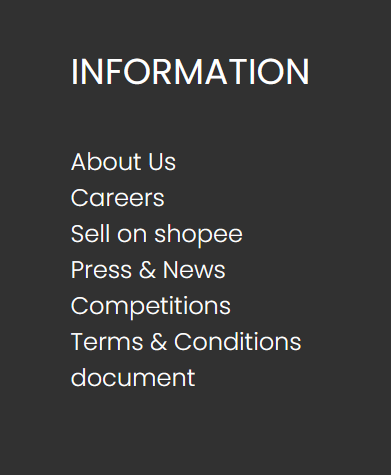 INFORMATION
About Us
Careers
Sell on shopee
Press & News
Competitions
Terms & Conditions
document